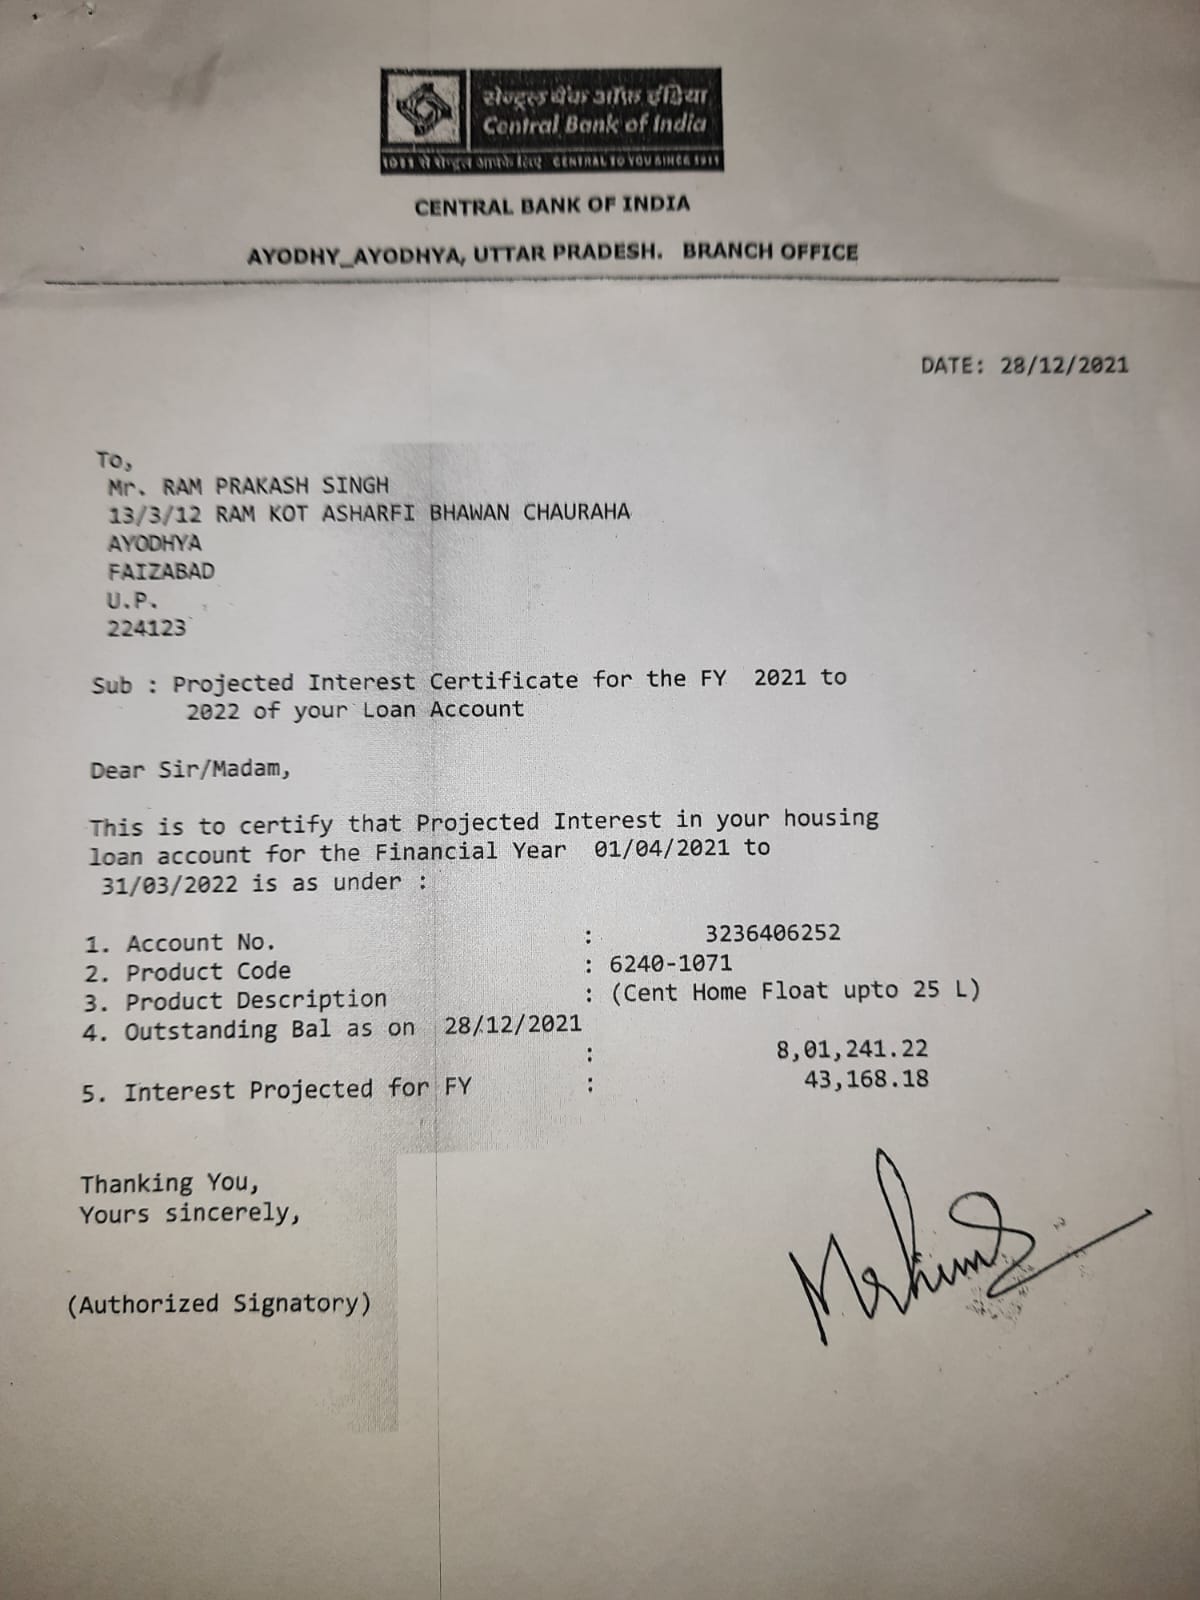 सेन्ट्रल बैंक ऑफ़ इंडिया
Central Bank of India
1911 से सेन्ट्रल आपके लिए CENTRAL TO YOU SINCE 1911
CENTRAL BANK OF INDIA
AYODHY_AYODHYA, UTTAR PRADESH. BRANCH OFFICE
DATE: 28/12/2021
To,
Mr. RAM PRAKASH SINGH
13/3/12 RAM KOT ASHARFI BHAWAN CHAURAHA
AYODHYA
FAIZABAD
U.P.
224123
Sub : Projected Interest Certificate for the FY 2021 to
2022 of your Loan Account
Dear Sir/Madam,
This is to certify that Projected Interest in your housing
loan account for the Financial Year 01/04/2021 to
31/03/2022 is as under :
1. Account No. : 3236406252
2. Product Code : 6240-1071
3. Product Description : (Cent Home Float upto 25 L)
4. Outstanding Bal as on 28/12/2021
: 8,01,241.22
5. Interest Projected for FY : 43,168.18
Thanking You,
Yours sincerely,
(Authorized Signatory)